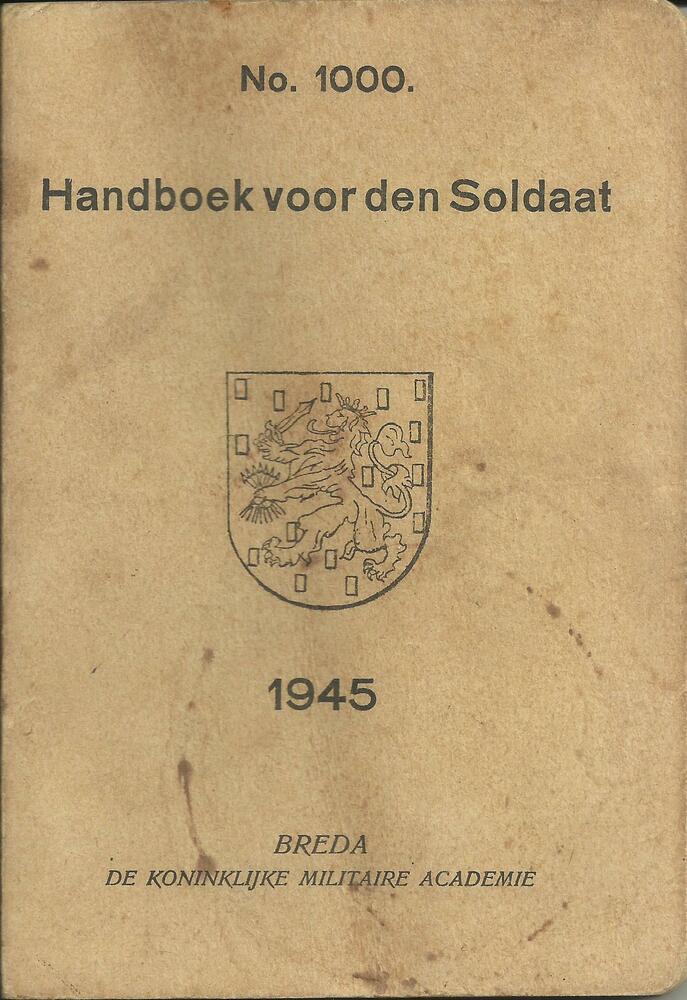 No. 1000.
Handboek voor den Soldaat
1945
BREDA
DE KONINKLIJKE MILITAIRE ACADEMIE